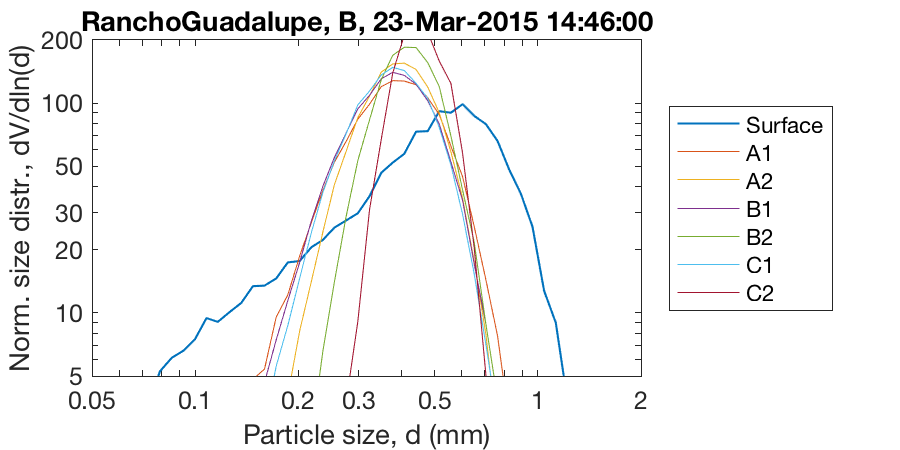 RanchoGuadalupe, B, 23-Mar-2015 14:46:00
Norm. size distr., dV/dln(d)
200
100
50
30
20
10
5
0.05 0.1 0.2 0.3 0.5 1 2
Particle size, d (mm)
Surface
A1
A2
B1
B2
C1
C2